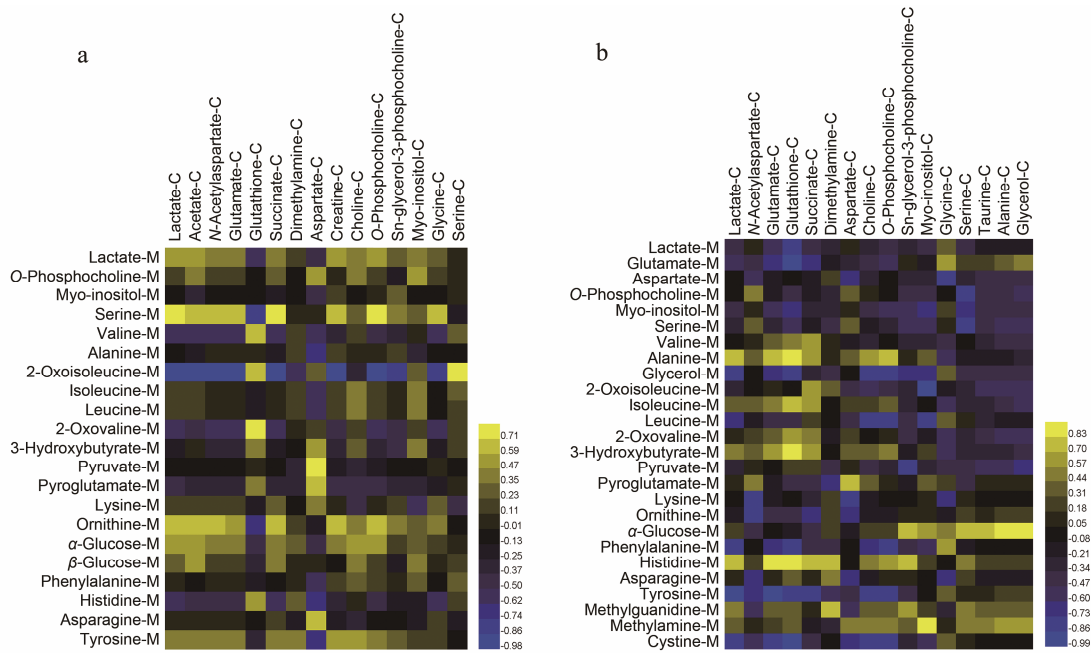 a
Lactate-C
Acetate-C
N-Acetylaspartate-C
Glutamate-C
Glutathione-C
Succinate-C
Dimethylamine-C
Aspartate-C
Creatine-C
Choline-C
O-Phosphocholine-C
Sn-glycerol-3-phosphocholine-C
Myo-inositol-C
Glycine-C
Serine-C
Lactate-M
O-Phosphocholine-M
Myo-inositol-M
Serine-M
Valine-M
Alanine-M
2-Oxoisoleucine-M
Isoleucine-M
Leucine-M
2-Oxovaline-M
3-Hydroxybutyrate-M
Pyruvate-M
Pyroglutamate-M
Lysine-M
Ornithine-M
α-Glucose-M
β-Glucose-M
Phenylalanine-M
Histidine-M
Asparagine-M
Tyrosine-M
0.71
0.59
0.47
0.35
0.23
0.11
-0.01
-0.13
-0.25
-0.37
-0.50
-0.62
-0.74
-0.86
-0.98
b
Lactate-C
N-Acetylaspartate-C
Glutamate-C
Glutathione-C
Succinate-C
Dimethylamine-C
Aspartate-C
Choline-C
O-Phosphocholine-C
Sn-glycerol-3-phosphocholine-C
Myo-inositol-C
Glycine-C
Serine-C
Taurine-C
Alanine-C
Glycerol-C
Lactate-M
Glutamate-M
Aspartate-M
O-Phosphocholine-M
Myo-inositol-M
Serine-M
Valine-M
Alanine-M
Glycerol-M
2-Oxoisoleucine-M
Isoleucine-M
Leucine-M
2-Oxovaline-M
3-Hydroxybutyrate-M
Pyruvate-M
Pyroglutamate-M
Lysine-M
Ornithine-M
α-Glucose-M
Phenylalanine-M
Histidine-M
Asparagine-M
Tyrosine-M
Methylguanidine-M
Methylamine-M
Cystine-M
0.83
0.70
0.57
0.44
0.31
0.18
0.05
-0.08
-0.21
-0.34
-0.47
-0.60
-0.73
-0.86
-0.99